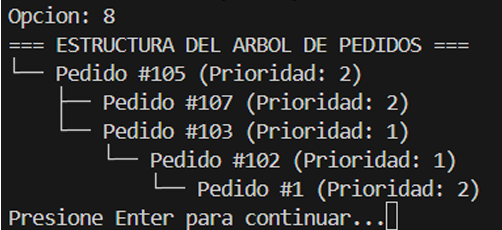 Opcion: 8
=== ESTRUCTURA DEL ARBOL DE PEDIDOS ===
└── Pedido #105 (Prioridad: 2)
    ├── Pedido #107 (Prioridad: 2)
    └── Pedido #103 (Prioridad: 1)
        └── Pedido #102 (Prioridad: 1)
            └── Pedido #1 (Prioridad: 2)
Presione Enter para continuar...